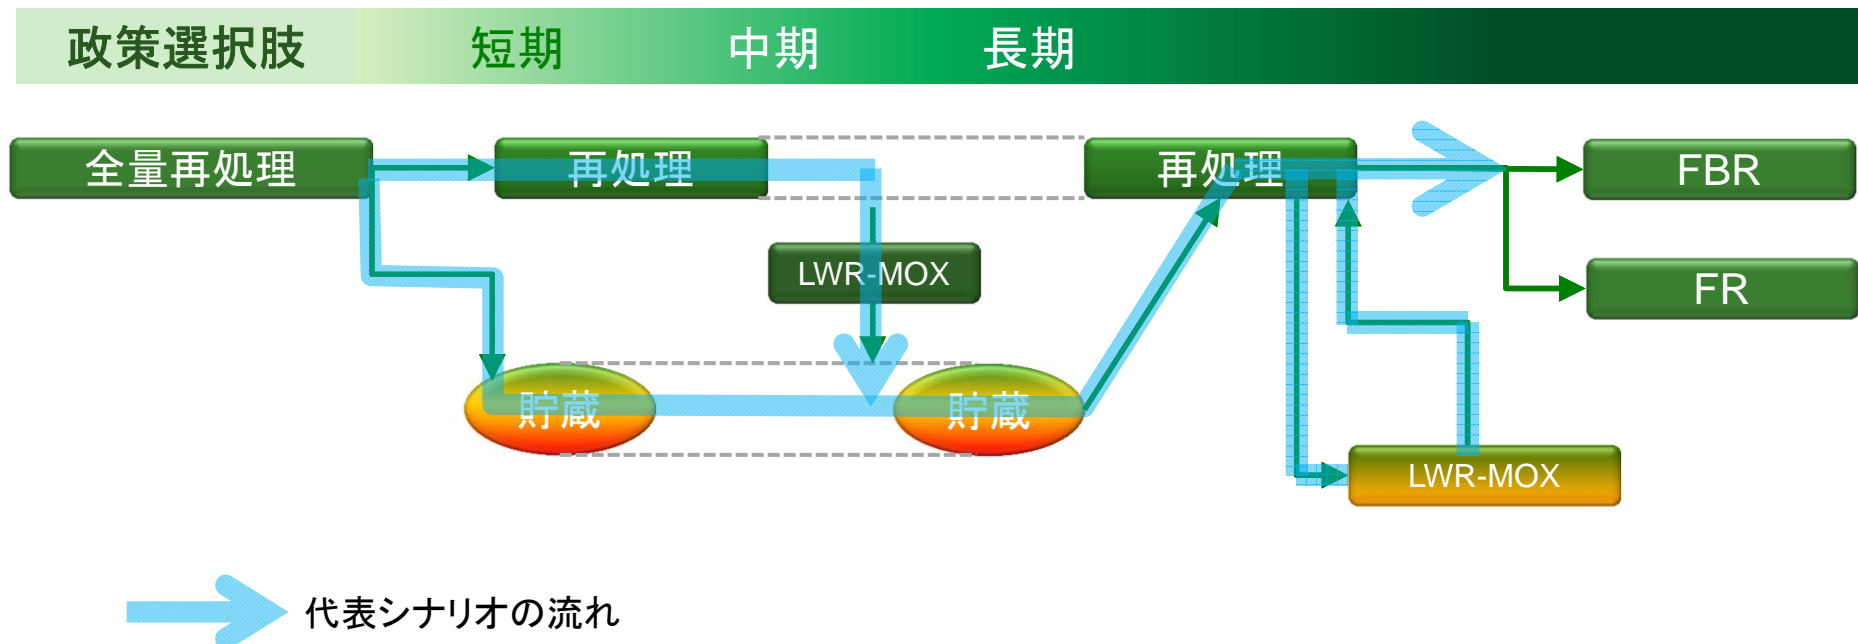 政策選択肢 短期 中期 長期
全量再処理 再処理 再処理 FBR
LWR-MOX FR
貯蔵 貯蔵
LWR-MOX
代表シナリオの流れ